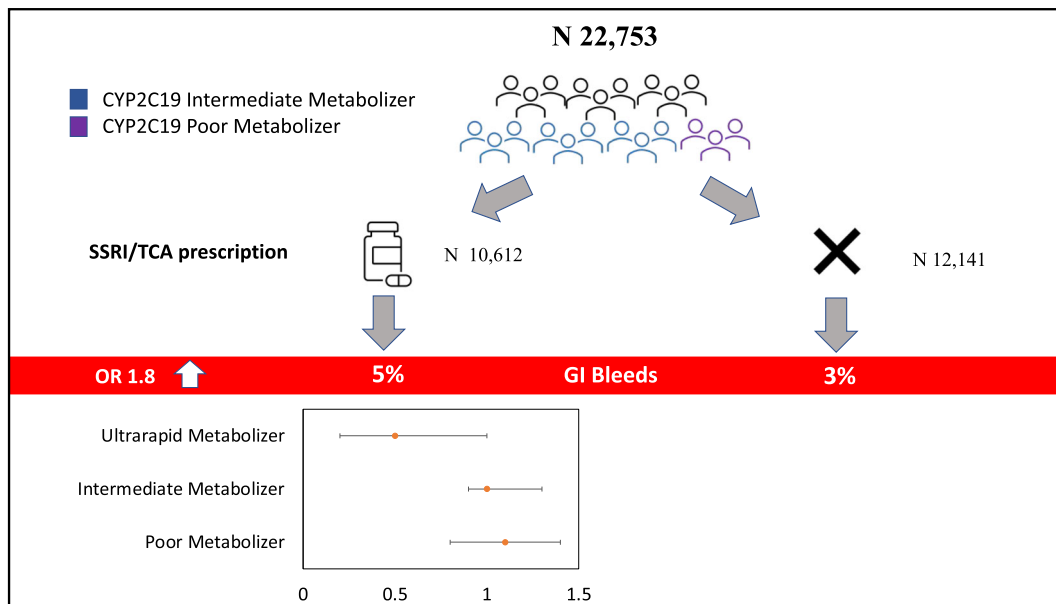 N 22,753
CYP2C19 Intermediate Metabolizer
CYP2C19 Poor Metabolizer
SSRI/TCA prescription
N 10,612
N 12,141
OR 1.8 5% GI Bleeds 3%
Ultrarapid Metabolizer
Intermediate Metabolizer
Poor Metabolizer
0 0.5 1 1.5